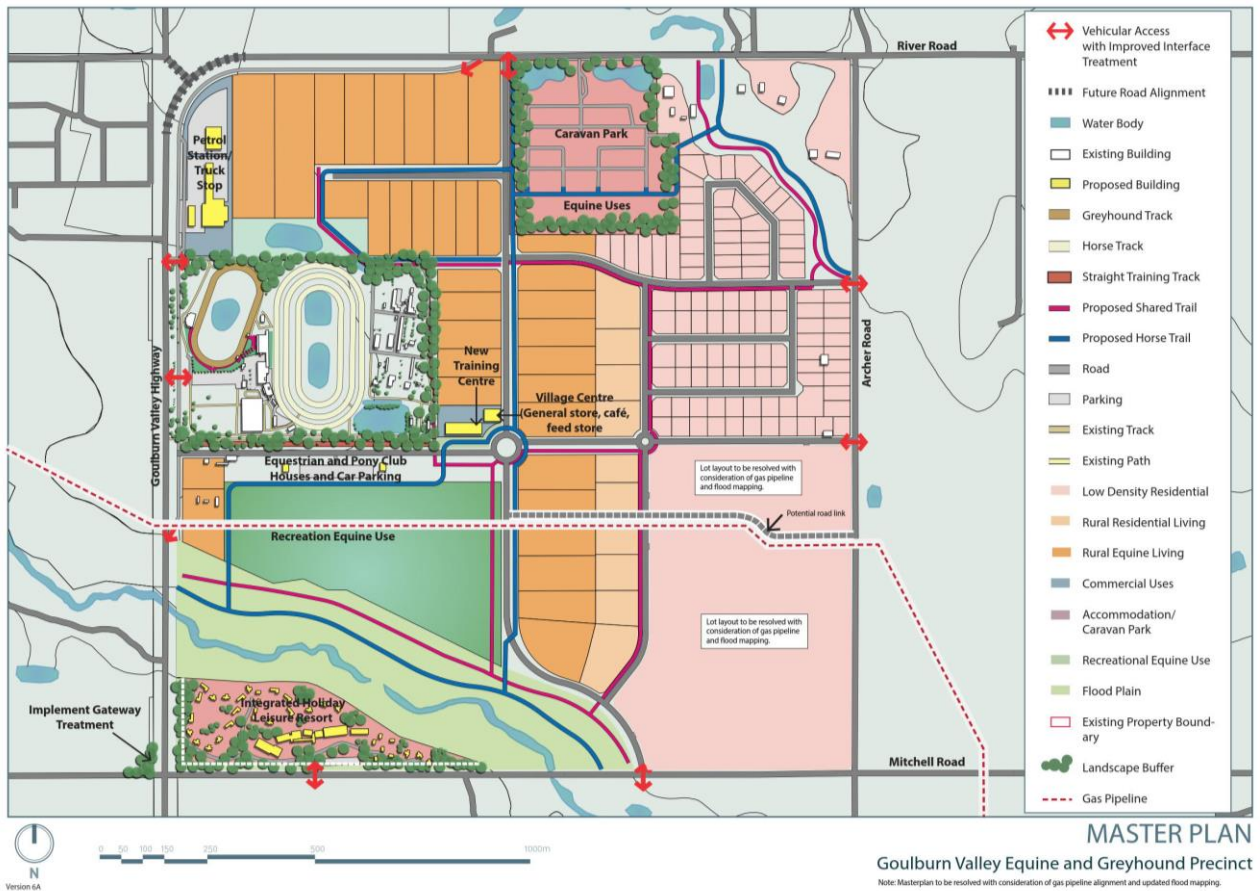 River Road
Petrol
Station/
Truck
Stop
Caravan Park
Equine Uses
Goulburn Valley Highway
Archer Road
New
Training
Centre
Village Centre
(General store, café,
feed store
Equestrian and Pony Club
Houses and Car Parking
Lot layout to be resolved with
consideration of gas pipeline
and flood mapping.
Potential road link
Recreation Equine Use
Lot layout to be resolved with
consideration of gas pipeline
and flood mapping.
Integrated Holiday
Leisure Resort
Implement Gateway
Treatment
Mitchell Road
Vehicular Access
with Improved Interface
Treatment
Future Road Alignment
Water Body
Existing Building
Proposed Building
Greyhound Track
Horse Track
Straight Training Track
Proposed Shared Trail
Proposed Horse Trail
Road
Parking
Existing Track
Existing Path
Low Density Residential
Rural Residential Living
Rural Equine Living
Commercial Uses
Accommodation/
Caravan Park
Recreational Equine Use
Flood Plain
Existing Property Bound-
ary
Landscape Buffer
Gas Pipeline
N
Version 6A
0 50 100 150 250 500 1000m
MASTER PLAN
Goulburn Valley Equine and Greyhound Precinct
Note: Masterplan to be resolved with consideration of gas pipeline alignment and updated flood mapping.